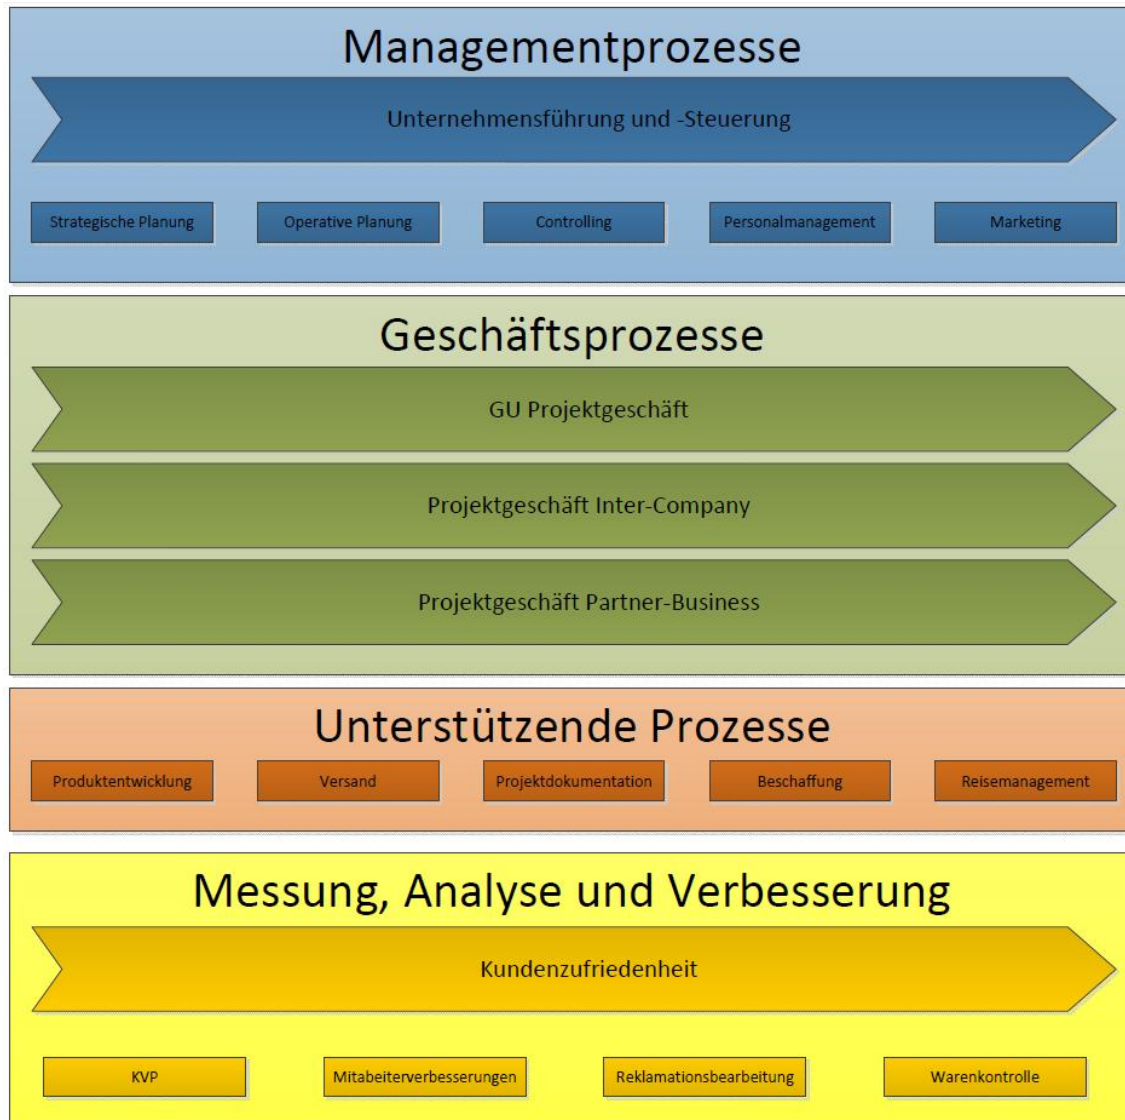 Managementprozesse
Unternehmensführung und -Steuerung
Strategische Planung
Operative Planung
Controlling
Personalmanagement
Marketing
Geschäftsprozesse
GU Projektgeschäft
Projektgeschäft Inter-Company
Projektgeschäft Partner-Business
Unterstützende Prozesse
Produktentwicklung
Versand
Projektdokumentation
Beschaffung
Reisemanagement
Messung, Analyse und Verbesserung
Kundenzufriedenheit
KVP
Mitabeiterverbesserungen
Reklamationsbearbeitung
Warenkontrolle